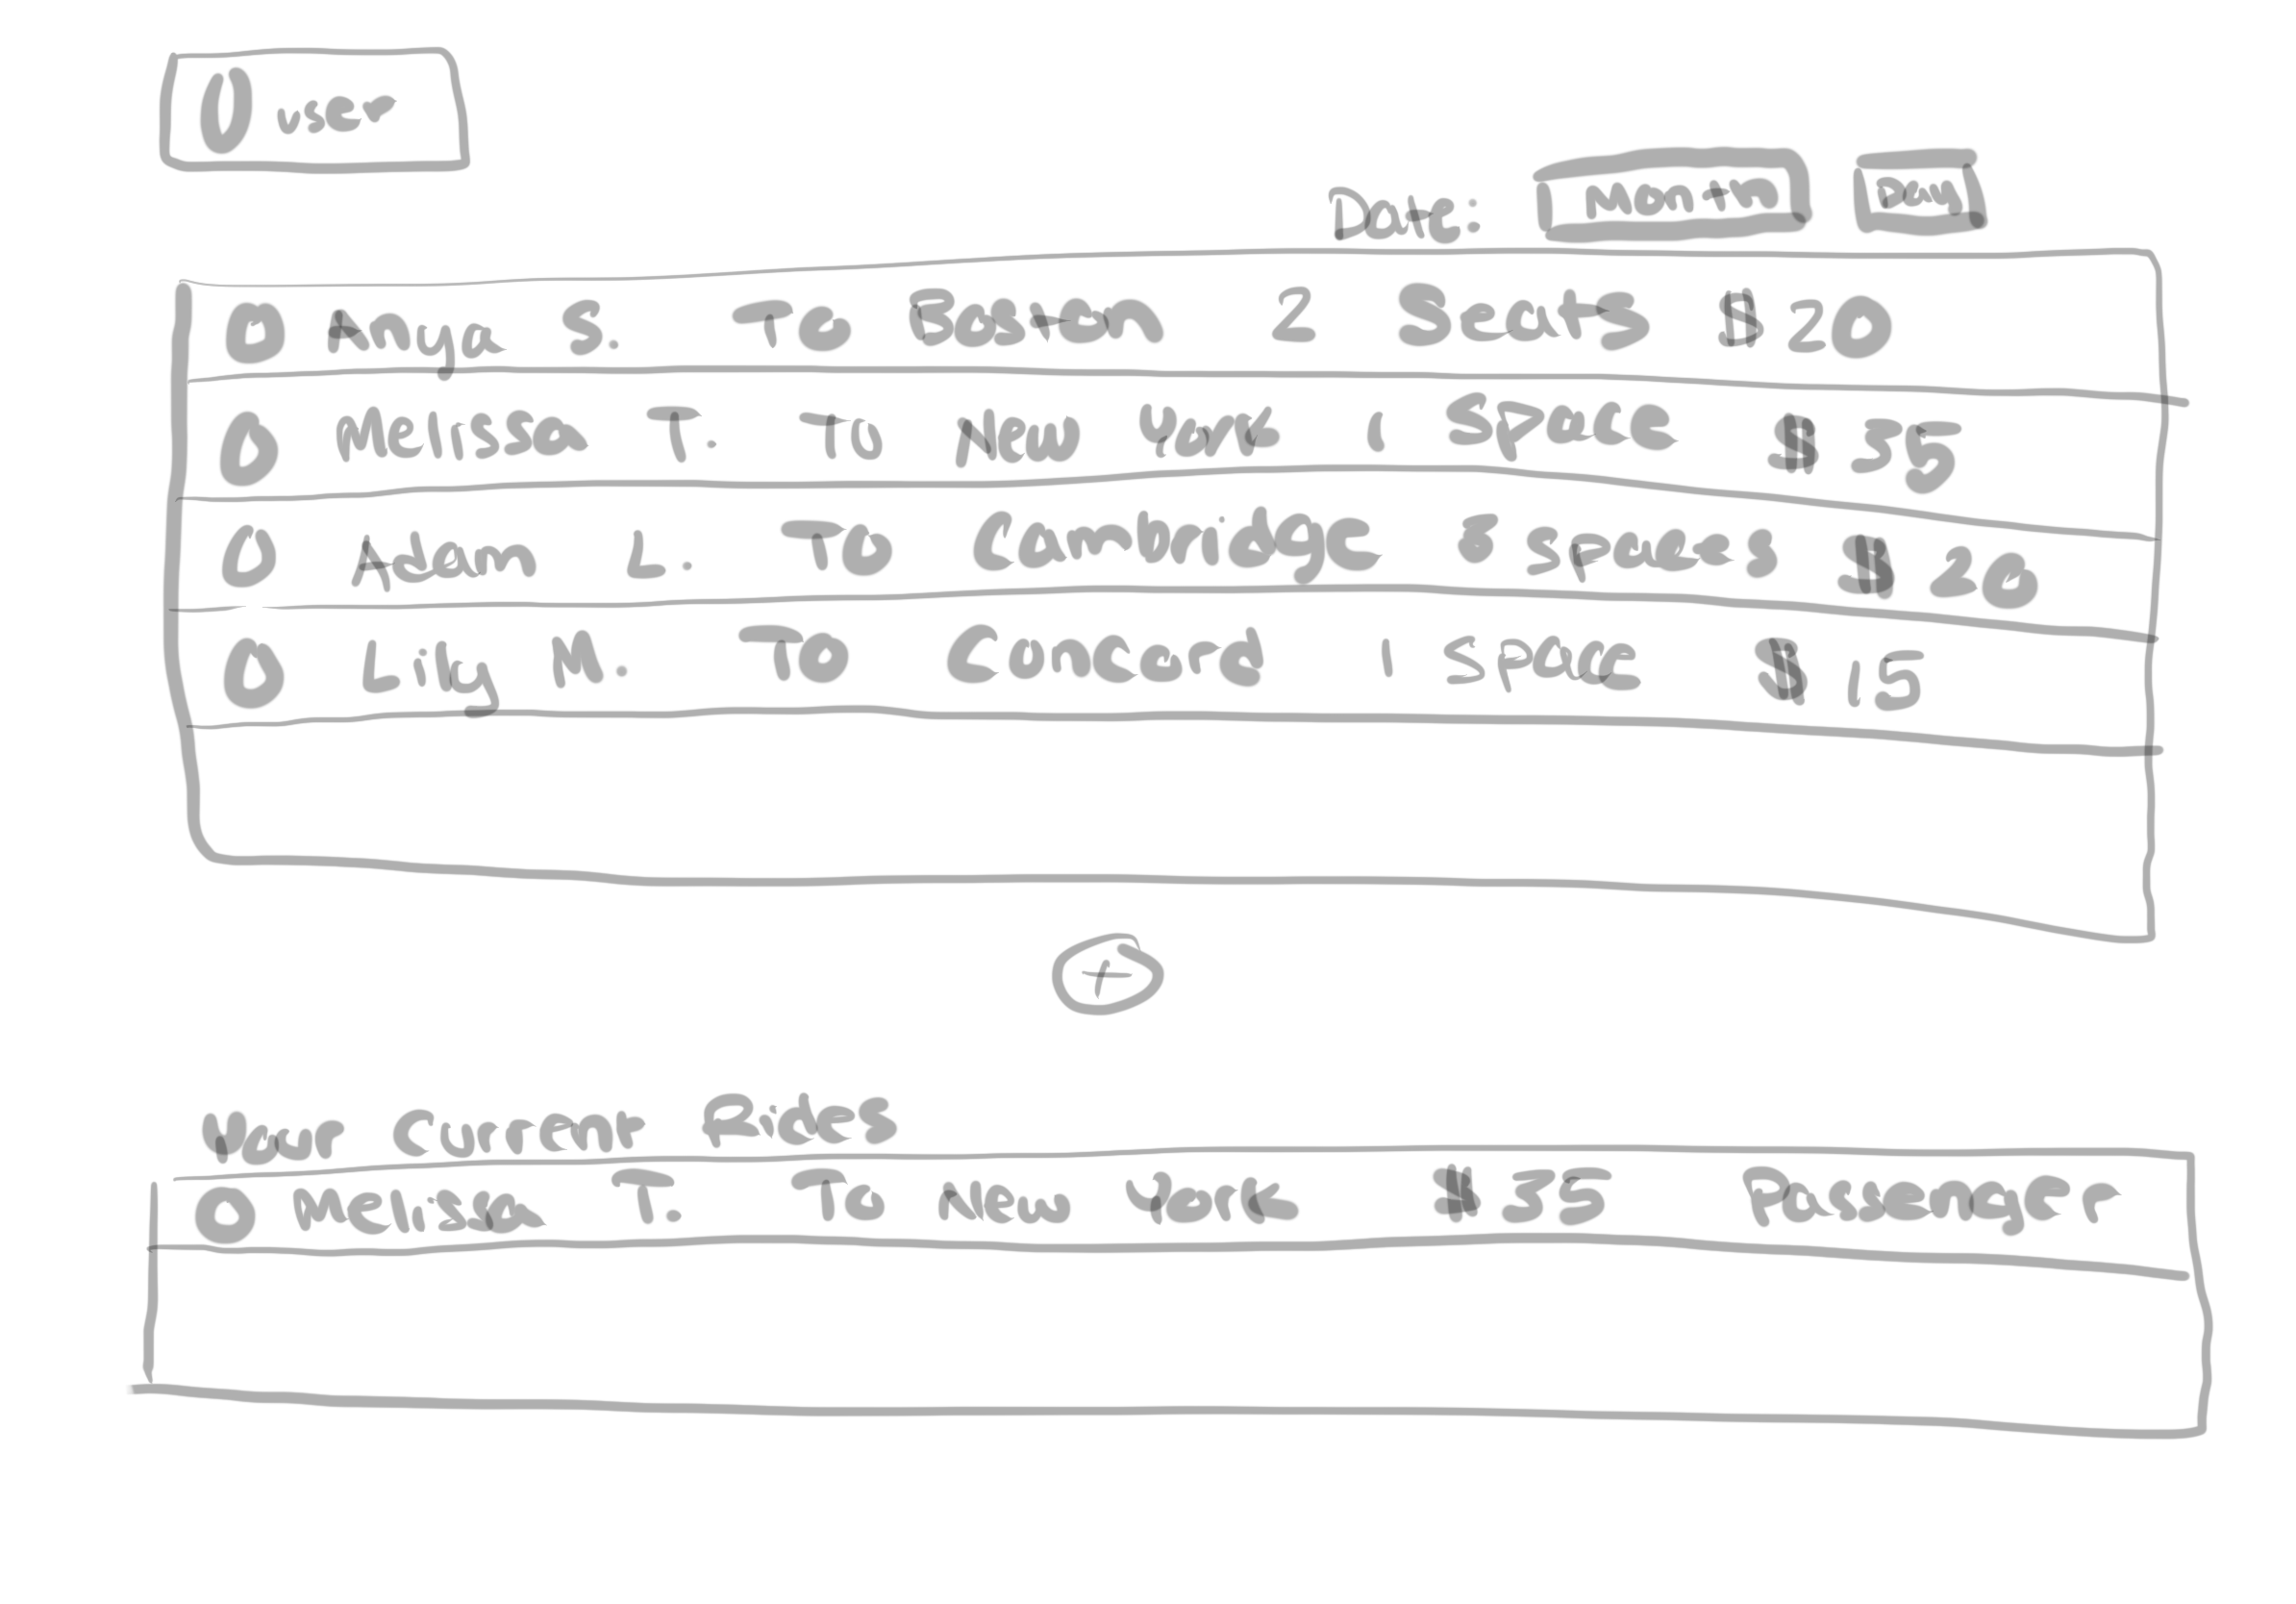 user
Date: Month Day
Anya S. To Boston 2 Seats $20
Melissa T. To New York 1 Space $35
Adam L. To Cambridge 3 Spaces $20
Lily M. To Concord 1 Space $15
+
Your Current Rides
Melissa T. To New York $35 Passenger